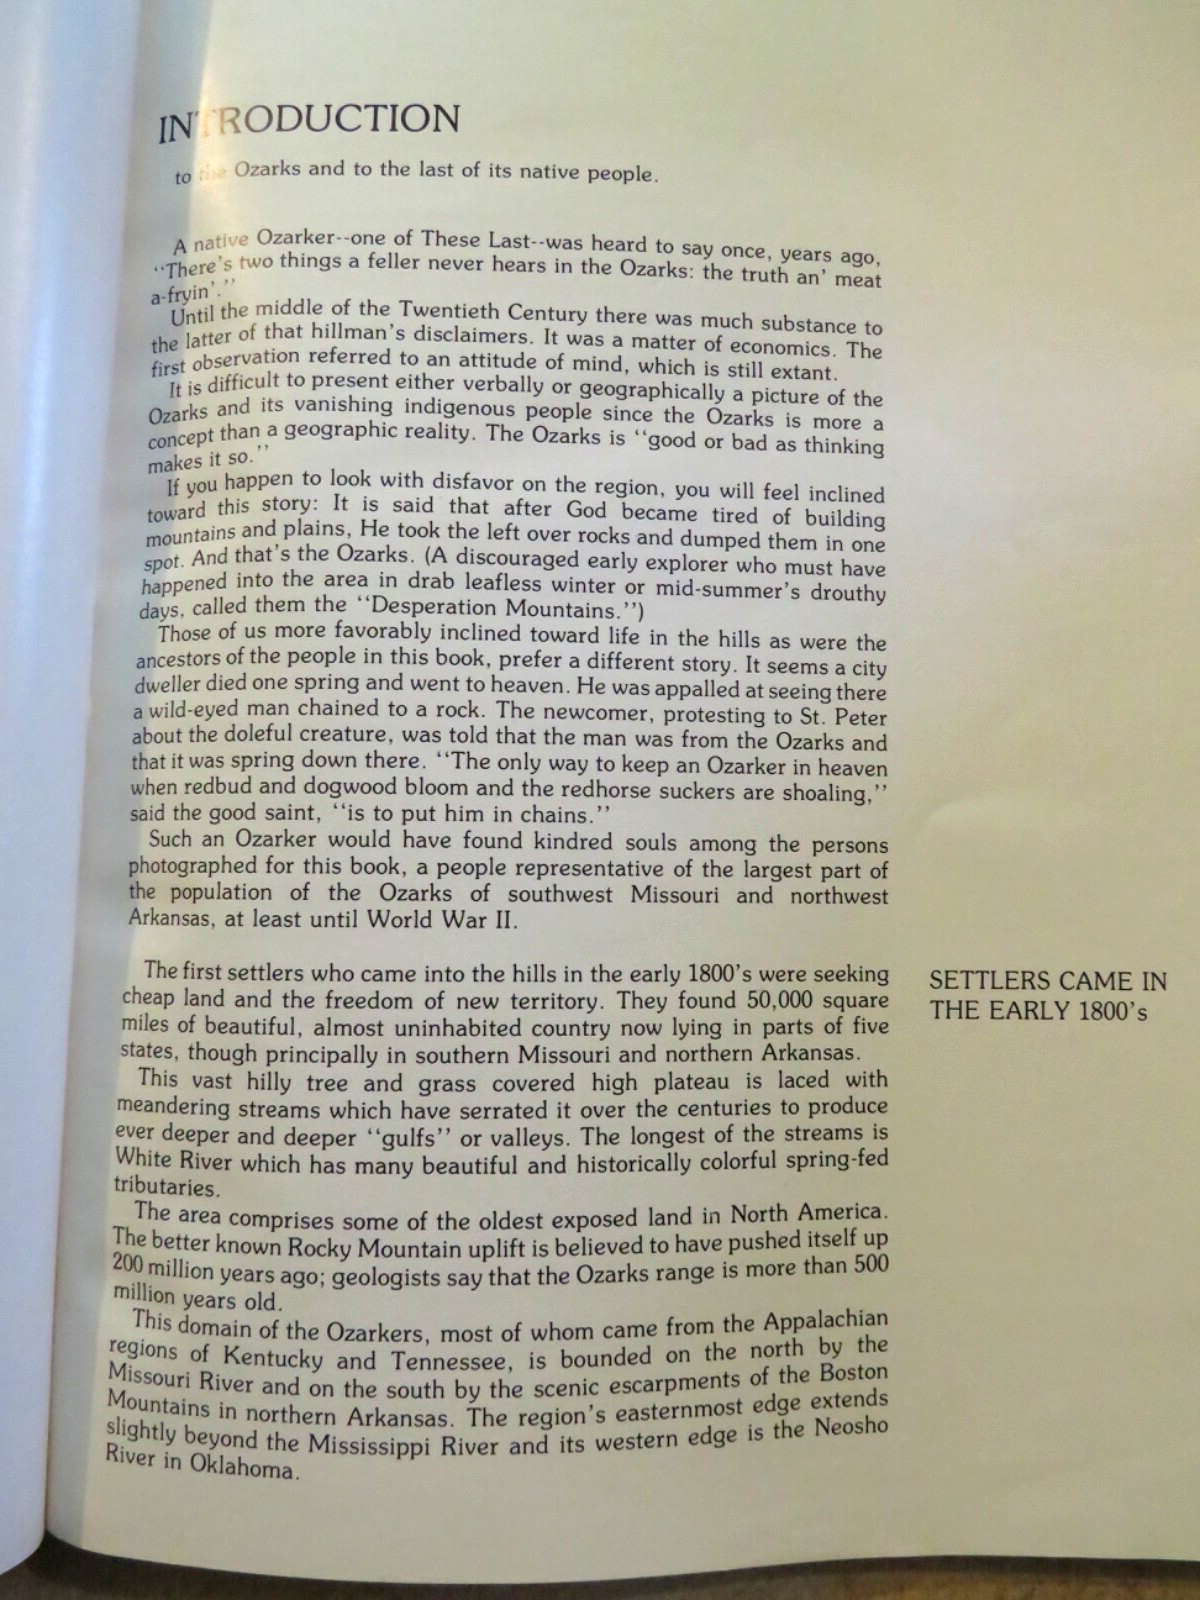 INTRODUCTION
to the Ozarks and to the last of its native people.
A native Ozarker--one of These Last--was heard to say once, years ago,
"There's two things a feller never hears in the Ozarks: the truth an' meat
a-fryin'."
Until the middle of the Twentieth Century there was much substance to
the latter of that hillman's disclaimers. It was a matter of economics. The
first observation referred to an attitude of mind, which is still extant.
It is difficult to present either verbally or geographically a picture of the
Ozarks and its vanishing indigenous people since the Ozarks is more a
concept than a geographic reality. The Ozarks is "good or bad as thinking
makes it so."
If you happen to look with disfavor on the region, you will feel inclined
toward this story: It is said that after God became tired of building
mountains and plains, He took the left over rocks and dumped them in one
spot. And that's the Ozarks. (A discouraged early explorer who must have
happened into the area in drab leafless winter or mid-summer's drouthy
days, called them the "Desperation Mountains.")
Those of us more favorably inclined toward life in the hills as were the
ancestors of the people in this book, prefer a different story. It seems a city
dweller died one spring and went to heaven. He was appalled at seeing there
a wild-eyed man chained to a rock. The newcomer, protesting to St. Peter
about the doleful creature, was told that the man was from the Ozarks and
that it was spring down there. "The only way to keep an Ozarker in heaven
when redbud and dogwood bloom and the redhorse suckers are shoaling,"
said the good saint, "is to put him in chains."
Such an Ozarker would have found kindred souls among the persons
photographed for this book, a people representative of the largest part of
the population of the Ozarks of southwest Missouri and northwest
Arkansas, at least until World War II.
The first settlers who came into the hills in the early 1800's were seeking
cheap land and the freedom of new territory. They found 50,000 square
miles of beautiful, almost uninhabited country now lying in parts of five
states, though principally in southern Missouri and northern Arkansas.
SETTLERS CAME IN
THE EARLY 1800's
This vast hilly tree and grass covered high plateau is laced with
meandering streams which have serrated it over the centuries to produce
ever deeper and deeper "gulfs" or valleys. The longest of the streams is
White River which has many beautiful and historically colorful spring-fed
tributaries.
The area comprises some of the oldest exposed land in North America.
The better known Rocky Mountain uplift is believed to have pushed itself up
200 million years ago; geologists say that the Ozarks range is more than 500
million years old.
This domain of the Ozarkers, most of whom came from the Appalachian
regions of Kentucky and Tennessee, is bounded on the north by the
Missouri River and on the south by the scenic escarpments of the Boston
Mountains in northern Arkansas. The region's easternmost edge extends
slightly beyond the Mississippi River and its western edge is the Neosho
River in Oklahoma.